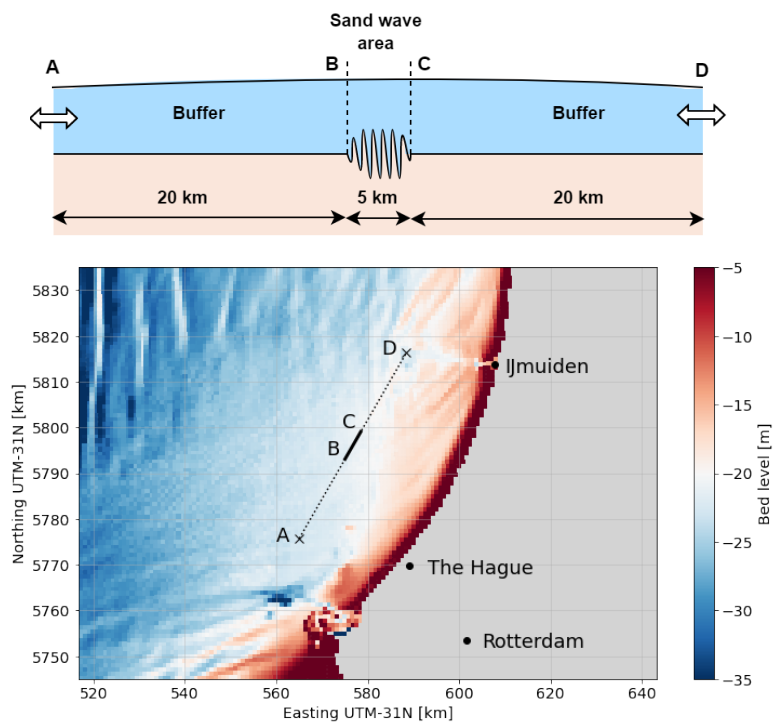 Sand wave
area
A
B
C
D
Buffer
Buffer
20 km
5 km
20 km
5830
5820
5810
5800
5790
5780
5770
5760
5750
Northing UTM-31N [km]
D
IJmuiden
C
B
A
The Hague
Rotterdam
520
540
560
580
600
620
640
Easting UTM-31N [km]
−5
−10
−15
−20
−25
−30
−35
Bed level [m]